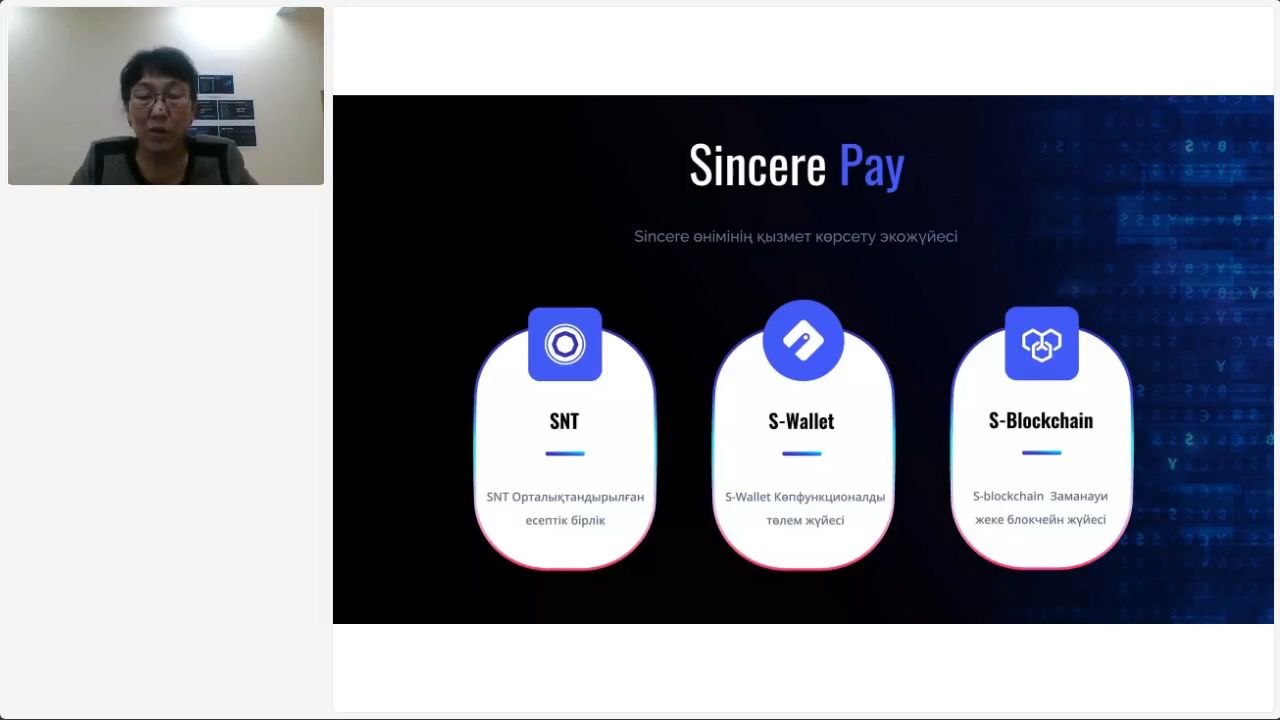 Sincere Pay
Sincere өнімінің қызмет көрсету экожүйесі
SNT
SNT Орталықтандырылған
есептік бірлік
S-Wallet
S-Wallet Көпфункционалды
төлем жүйесі
S-Blockchain
S-blockchain Заманауи
жеке блокчейн жүйесі